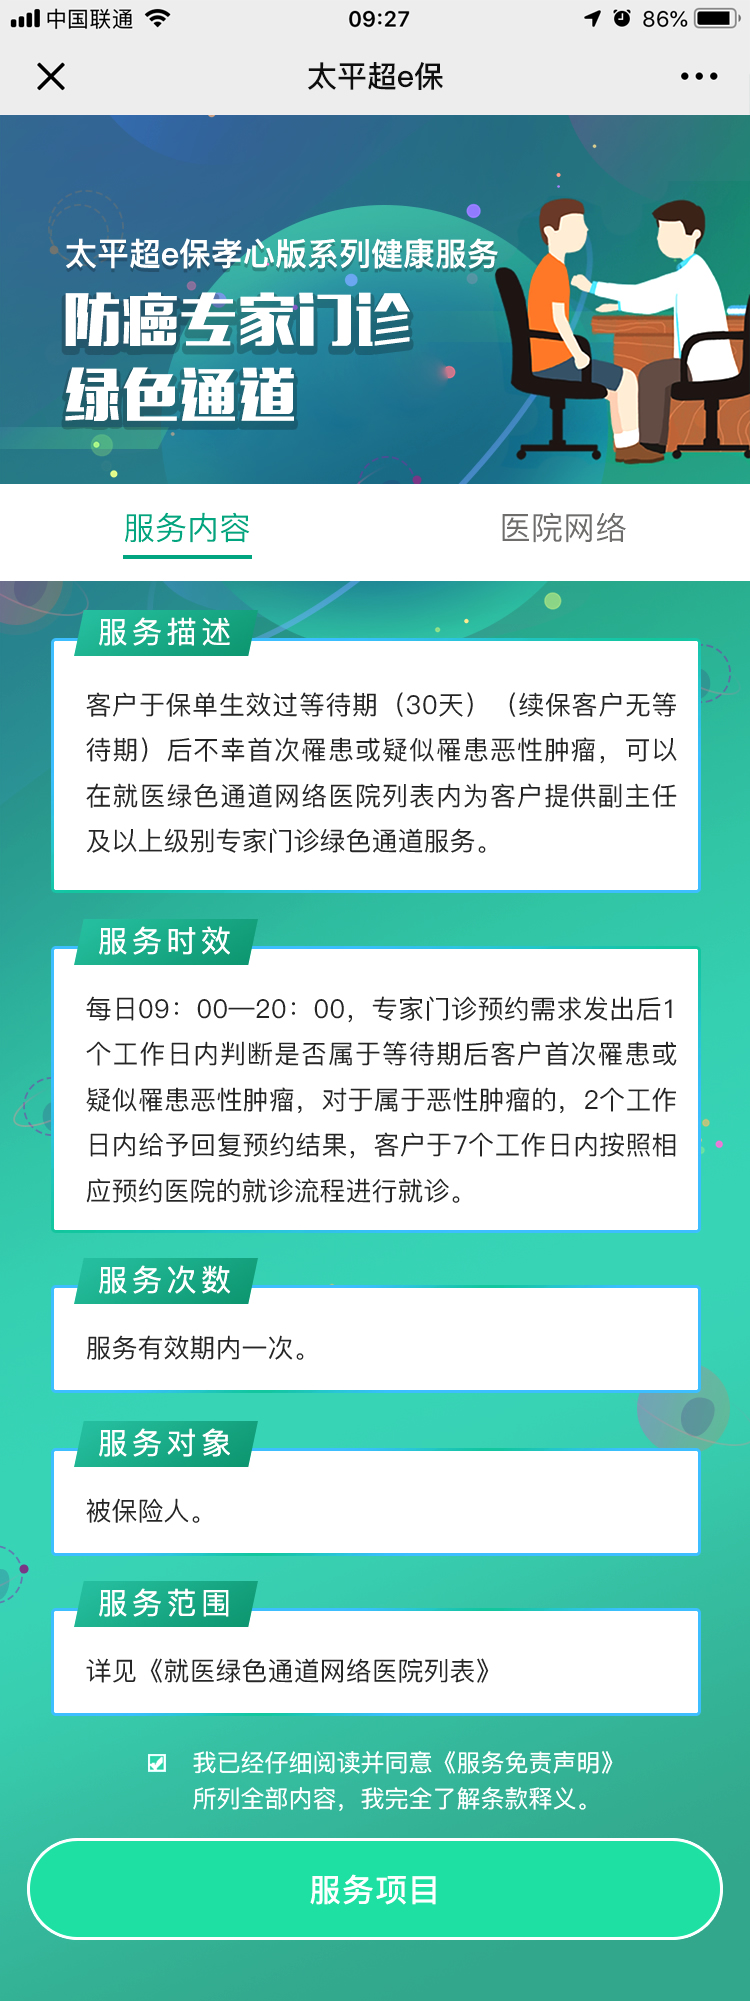 中国联通
09:27
86%
太平超e保
太平超e保孝心版系列健康服务
防癌专家门诊
绿色通道
服务内容
医院网络
服务描述
客户于保单生效过等待期（30天）（续保客户无等
待期）后不幸首次罹患或疑似罹患恶性肿瘤，可以
在就医绿色通道网络医院列表内为客户提供副主任
及以上级别专家门诊绿色通道服务。
服务时效
每日09：00—20：00，专家门诊预约需求发出后1
个工作日内判断是否属于等待期后客户首次罹患或
疑似罹患恶性肿瘤，对于属于恶性肿瘤的，2个工作
日内给予回复预约结果，客户于7个工作日内按照相
应预约医院的就诊流程进行就诊。
服务次数
服务有效期内一次。
服务对象
被保险人。
服务范围
详见《就医绿色通道网络医院列表》
我已经仔细阅读并同意《服务免责声明》
所列全部内容，我完全了解条款释义。
服务项目